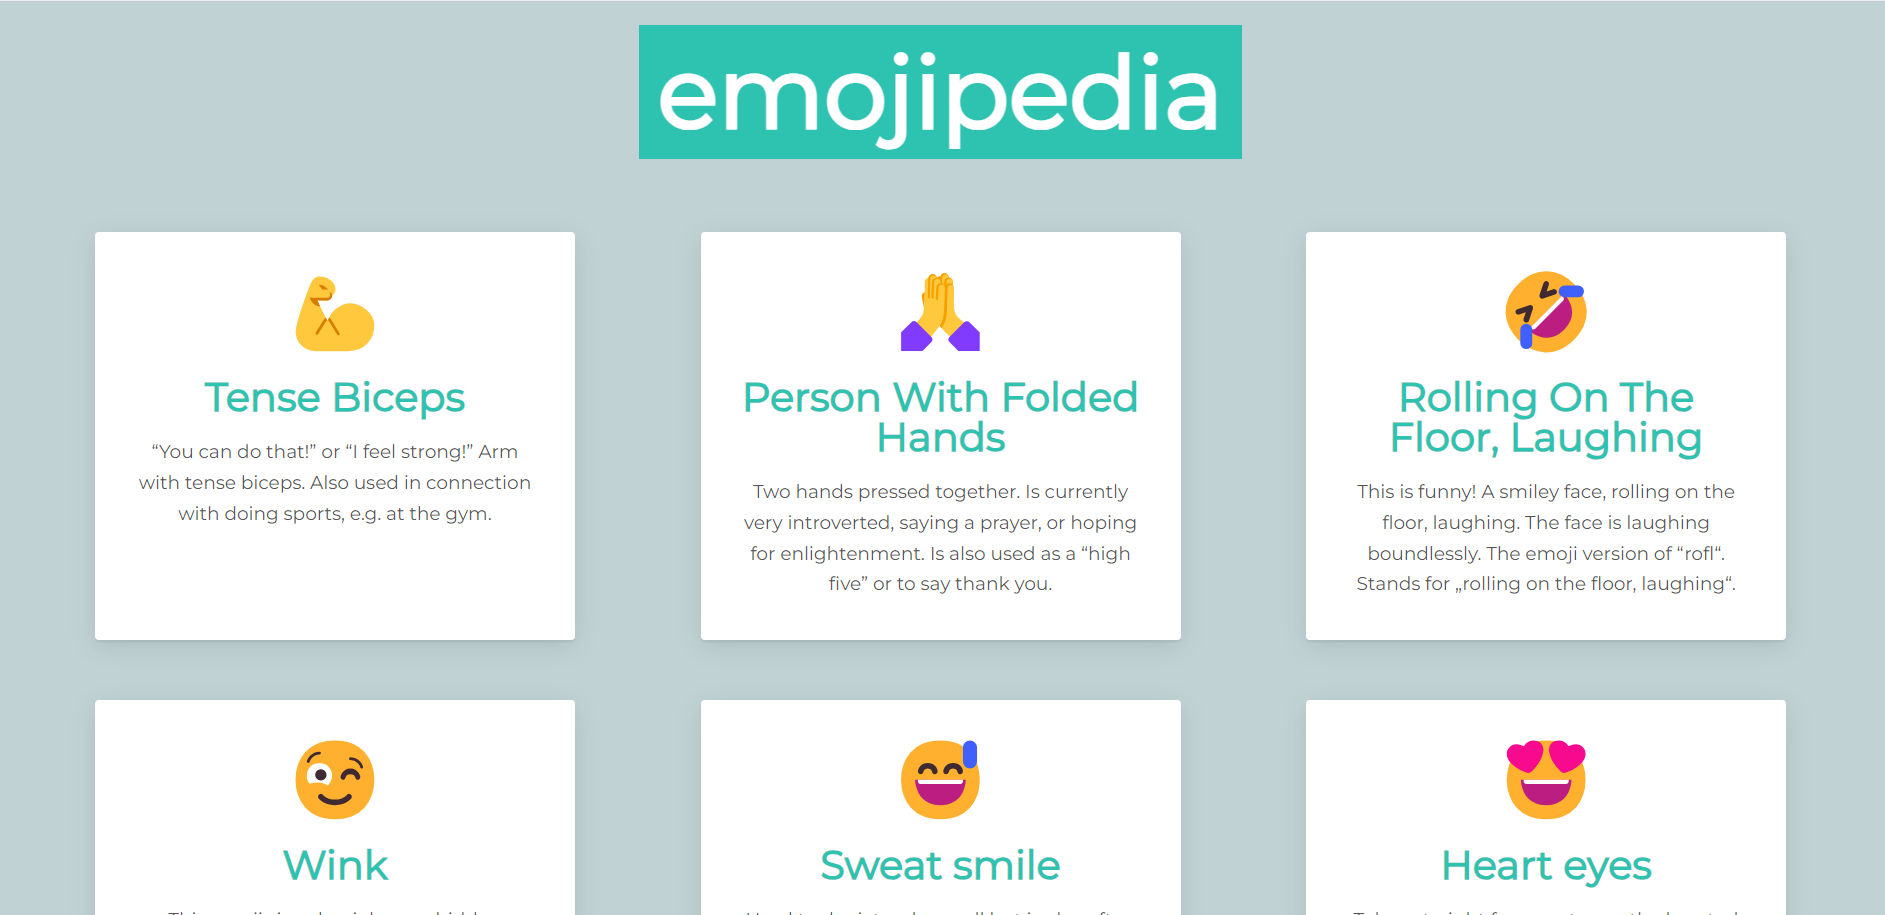 emojipedia
Tense Biceps
“You can do that!” or “I feel strong!” Arm
with tense biceps. Also used in connection
with doing sports, e.g. at the gym.
Person With Folded
Hands
Two hands pressed together. Is currently
very introverted, saying a prayer, or hoping
for enlightenment. Is also used as a “high
five” or to say thank you.
Rolling On The
Floor, Laughing
This is funny! A smiley face, rolling on the
floor, laughing. The face is laughing
boundlessly. The emoji version of “rofl“.
Stands for „rolling on the floor, laughing“.
Wink
Sweat smile
Heart eyes